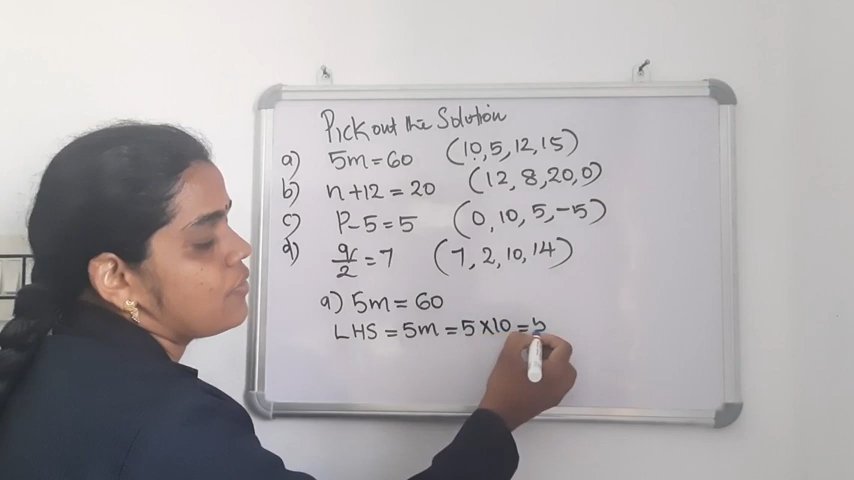 Pick out the Solution
a) 5m = 60 (10, 5, 12, 15)
b) n + 12 = 20 (12, 8, 20, 0)
c) P - 5 = 5 (0, 10, 5, -5)
d) q/2 = 7 (7, 2, 10, 14)
a) 5m = 60
LHS = 5m = 5 × 10 = 5